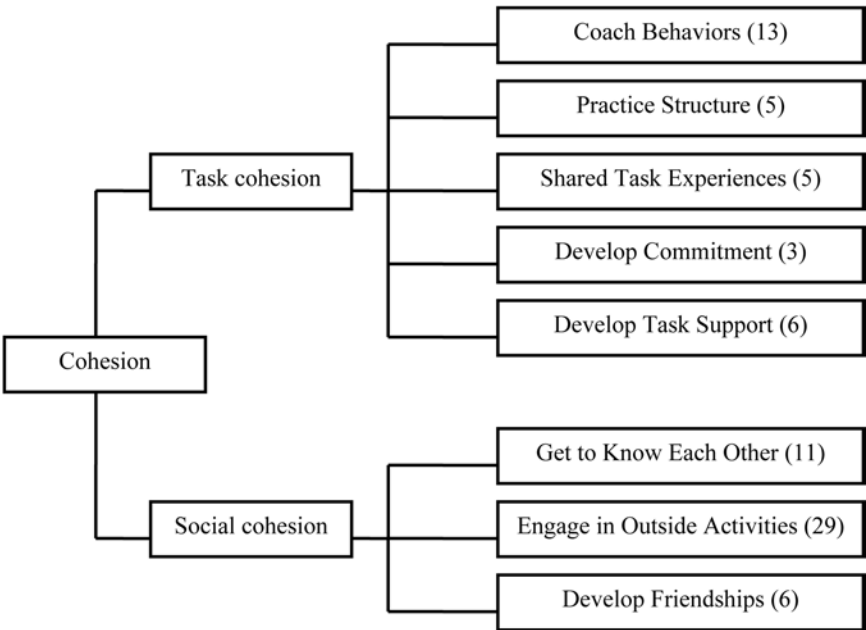 Coach Behaviors (13)
Practice Structure (5)
Task cohesion
Shared Task Experiences (5)
Develop Commitment (3)
Develop Task Support (6)
Cohesion
Get to Know Each Other (11)
Social cohesion
Engage in Outside Activities (29)
Develop Friendships (6)